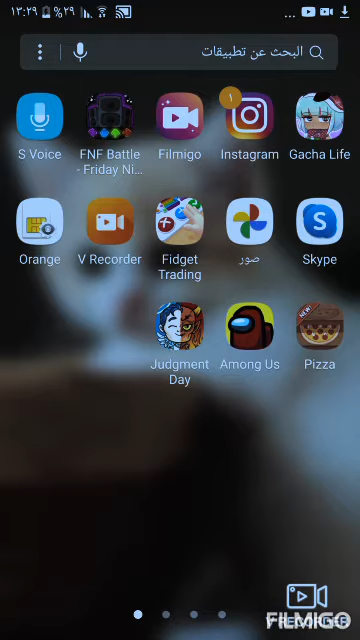 ١٣:٢٩ %٢٩
البحث عن تطبيقات
S Voice
FNF Battle
- Friday Ni...
Filmigo
١
Instagram
Gacha Life
Orange
V Recorder
Fidget
Trading
صور
Skype
Judgment
Day
Among Us
NEW!
Pizza
FILMIGO
V RECORDER